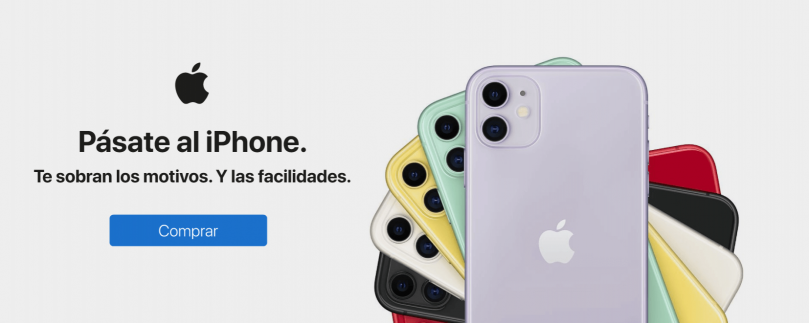 Pásate al iPhone.
Te sobran los motivos. Y las facilidades.
Comprar